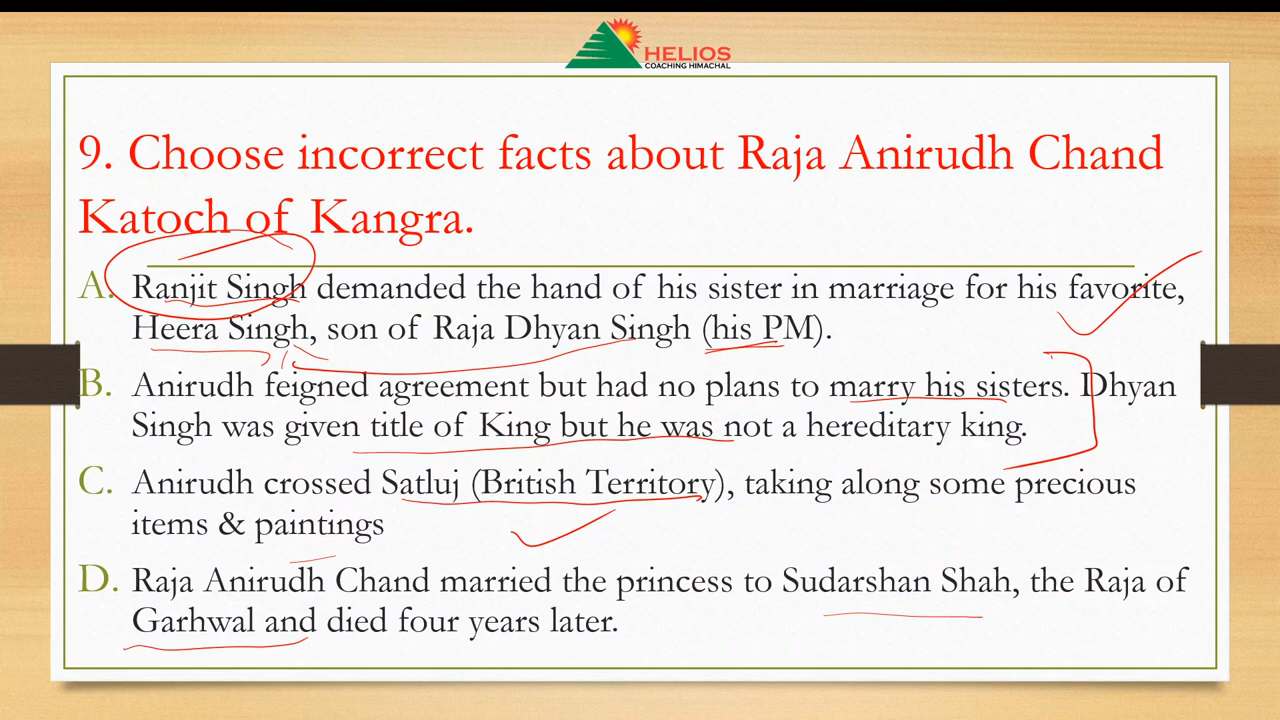 HELIOS
COACHING HIMACHAL
9. Choose incorrect facts about Raja Anirudh Chand
Katoch of Kangra.
A. Ranjit Singh demanded the hand of his sister in marriage for his favorite,
Heera Singh, son of Raja Dhyan Singh (his PM).
B. Anirudh feigned agreement but had no plans to marry his sisters. Dhyan
Singh was given title of King but he was not a hereditary king.
C. Anirudh crossed Satluj (British Territory), taking along some precious
items & paintings
D. Raja Anirudh Chand married the princess to Sudarshan Shah, the Raja of
Garhwal and died four years later.